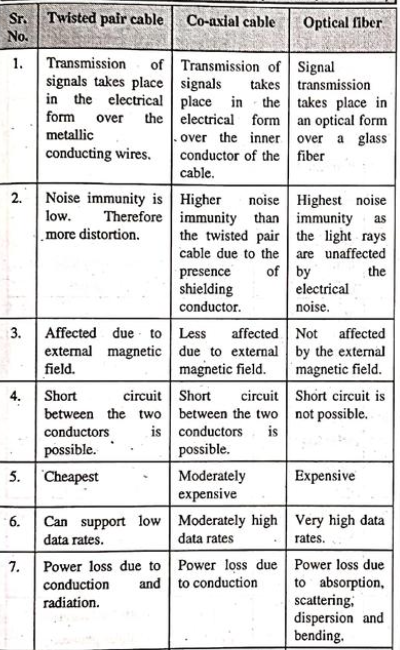 Sr. No.
Twisted pair cable
Co-axial cable
Optical fiber
1.
Transmission of
signals takes place
in the electrical
form over the
metallic
conducting wires.
Transmission of
signals takes
place in the
electrical form
over the inner
conductor of the
cable.
Signal
transmission
takes place in
an optical form
over a glass
fiber
2.
Noise immunity is
low. Therefore
more distortion.
Higher noise
immunity than
the twisted pair
cable due to the
presence of
shielding
conductor.
Highest noise
immunity as
the light rays
are unaffected
by the
electrical
noise.
3.
Affected due to
external magnetic
field.
Less affected
due to external
magnetic field.
Not affected
by the external
magnetic field.
4.
Short circuit
between the two
conductors is
possible.
Short circuit
between the two
conductors is
possible.
Short circuit is
not possible.
5.
Cheapest
Moderately
expensive
Expensive
6.
Can support low
data rates.
Moderately high
data rates
Very high data
rates.
7.
Power loss due to
conduction and
radiation.
Power loss due
to conduction
Power loss due
to absorption,
scattering,
dispersion and
bending.